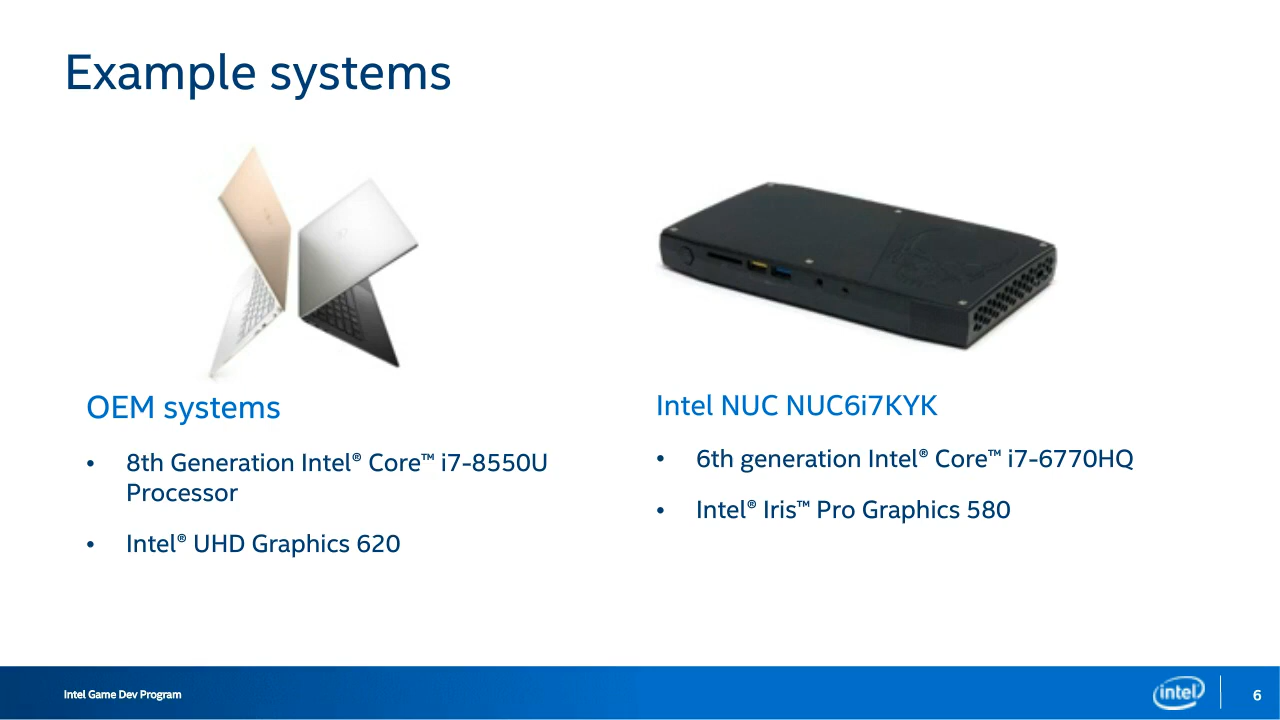 Example systems
OEM systems
• 8th Generation Intel® Core™ i7-8550U
Processor
• Intel® UHD Graphics 620
Intel NUC NUC6i7KYK
• 6th generation Intel® Core™ i7-6770HQ
• Intel® Iris™ Pro Graphics 580
Intel Game Dev Program
intel
6